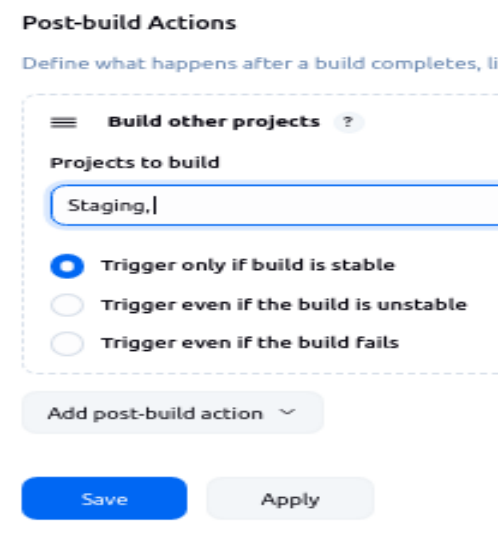 Post-build Actions
Define what happens after a build completes,
Build other projects ?
Projects to build
Staging,
Trigger only if build is stable
Trigger even if the build is unstable
Trigger even if the build fails
Add post-build action
Save Apply